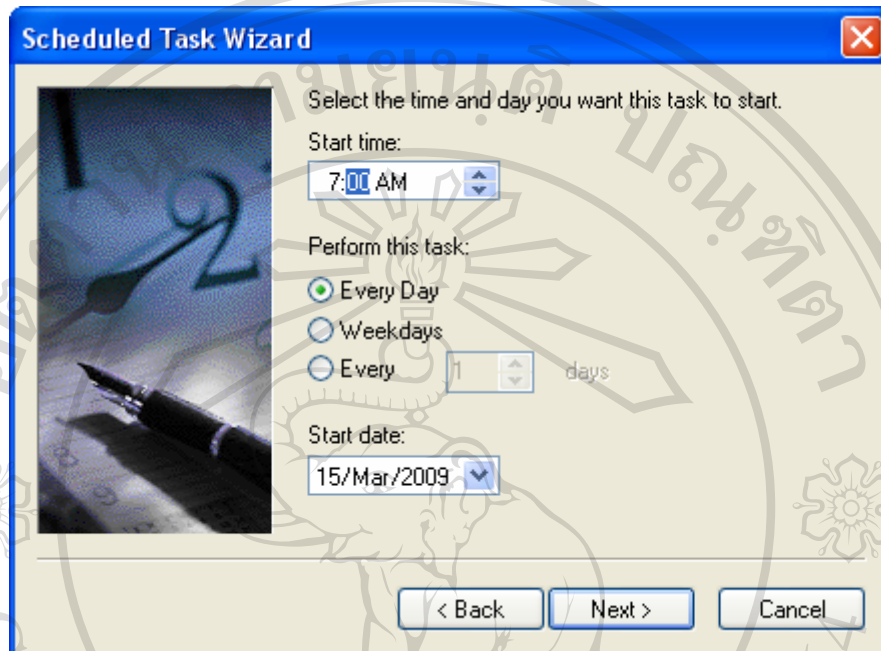 Scheduled Task Wizard
Select the time and day you want this task to start.
Start time:
7:00 AM
Perform this task:
Every Day
Weekdays
Every 1 days
Start date:
15/Mar/2009
< Back Next > Cancel